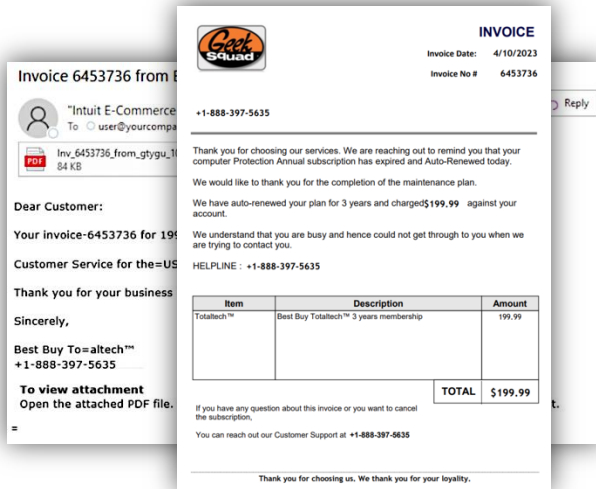 Invoice 6453736 from
"Intuit E-Commerce
To user@yourcompa
PDF
Inv_6453736_from_gtygu_10
84 KB
Dear Customer:
Your invoice-6453736 for 199
Customer Service for the=US
Thank you for your business
Sincerely,
Best Buy To=altech™
+1-888-397-5635
To view attachment
Open the attached PDF file.
=
Reply
t.
Geek
Squad
INVOICE
Invoice Date: 4/10/2023
Invoice No # 6453736
+1-888-397-5635
Thank you for choosing our services. We are reaching out to remind you that your
computer Protection Annual subscription has expired and Auto-Renewed today.
We would like to thank you for the completion of the maintenance plan.
We have auto-renewed your plan for 3 years and charged$199.99 against your
account.
We understand that you are busy and hence could not get through to you when we
are trying to contact you.
HELPLINE : +1-888-397-5635
Item Description Amount
Totaltech™ Best Buy Totaltech™ 3 years membership 199.99
TOTAL $199.99
If you have any question about this invoice or you want to cancel
the subscription,
You can reach out our Customer Support at +1-888-397-5635
Thank you for choosing us. We thank you for your loyality.